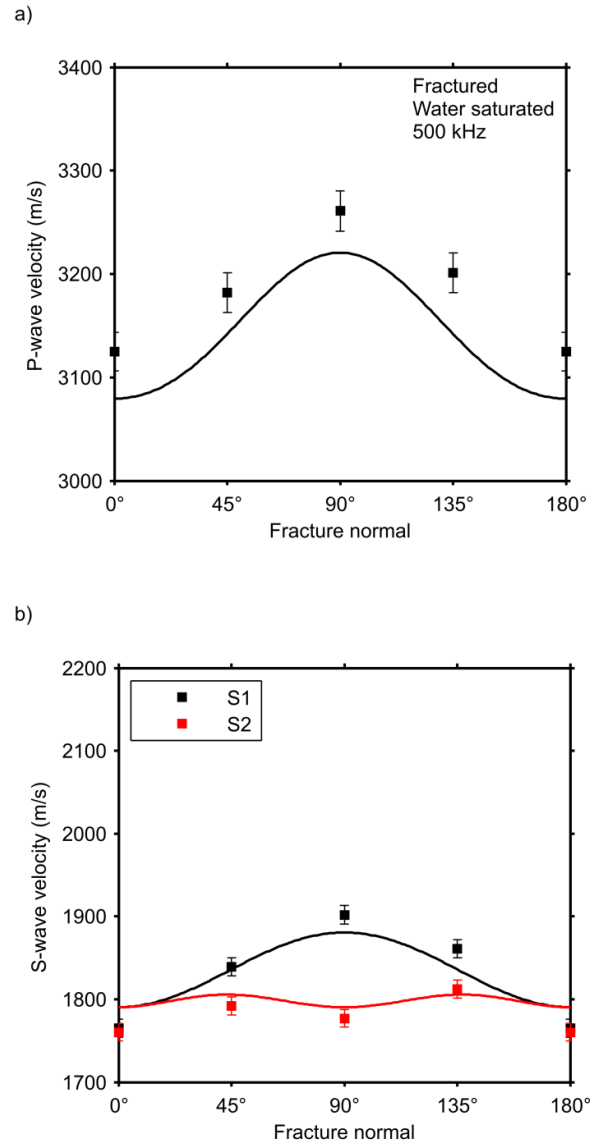 a)
3400
3300
3200
3100
3000
P-wave velocity (m/s)
Fractured
Water saturated
500 kHz
0°
45°
90°
135°
180°
Fracture normal
b)
2200
2100
2000
1900
1800
1700
S-wave velocity (m/s)
S1
S2
0°
45°
90°
135°
180°
Fracture normal